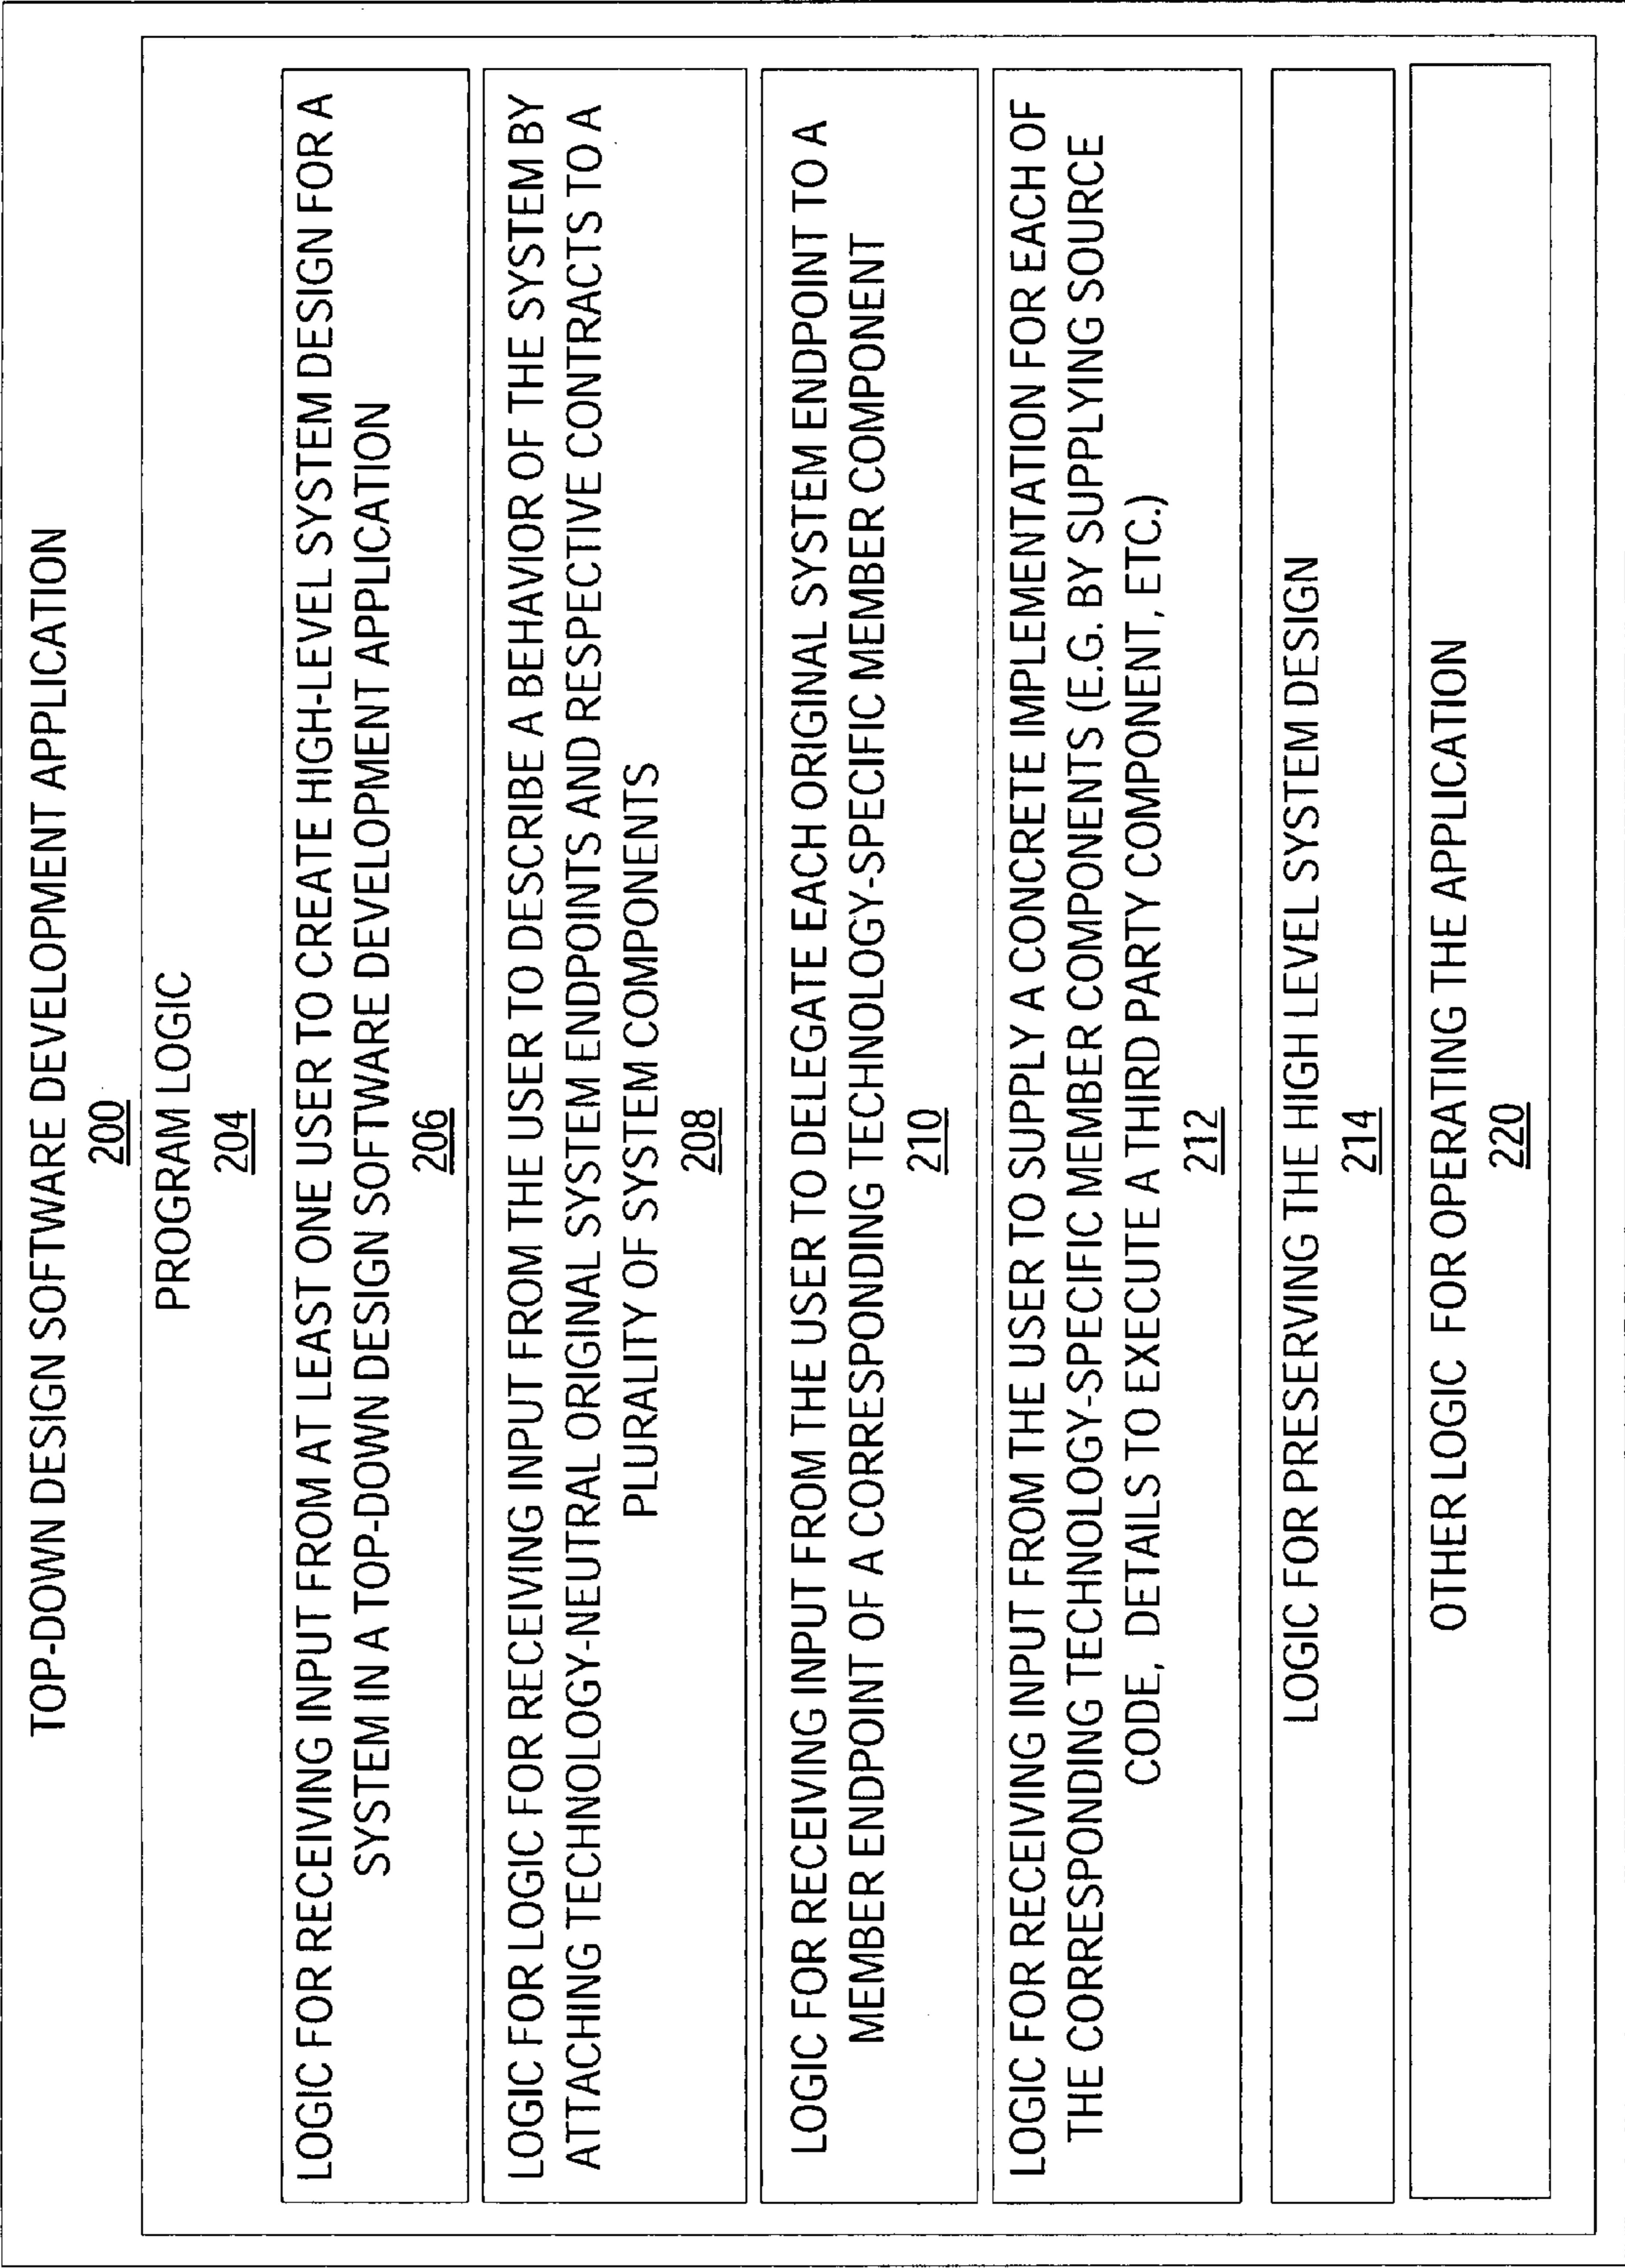 TOP-DOWN DESIGN SOFTWARE DEVELOPMENT APPLICATION
200
PROGRAM LOGIC
204
LOGIC FOR RECEIVING INPUT FROM AT LEAST ONE USER TO CREATE HIGH-LEVEL SYSTEM DESIGN FOR A
SYSTEM IN A TOP-DOWN DESIGN SOFTWARE DEVELOPMENT APPLICATION
206
LOGIC FOR LOGIC FOR RECEIVING INPUT FROM THE USER TO DESCRIBE A BEHAVIOR OF THE SYSTEM BY
ATTACHING TECHNOLOGY-NEUTRAL ORIGINAL SYSTEM ENDPOINTS AND RESPECTIVE CONTRACTS TO A
PLURALITY OF SYSTEM COMPONENTS
208
LOGIC FOR RECEIVING INPUT FROM THE USER TO DELEGATE EACH ORIGINAL SYSTEM ENDPOINT TO A
MEMBER ENDPOINT OF A CORRESPONDING TECHNOLOGY-SPECIFIC MEMBER COMPONENT
210
LOGIC FOR RECEIVING INPUT FROM THE USER TO SUPPLY A CONCRETE IMPLEMENTATION FOR EACH OF
THE CORRESPONDING TECHNOLOGY-SPECIFIC MEMBER COMPONENTS (E.G. BY SUPPLYING SOURCE
CODE, DETAILS TO EXECUTE A THIRD PARTY COMPONENT, ETC.)
212
LOGIC FOR PRESERVING THE HIGH LEVEL SYSTEM DESIGN
214
OTHER LOGIC FOR OPERATING THE APPLICATION
220